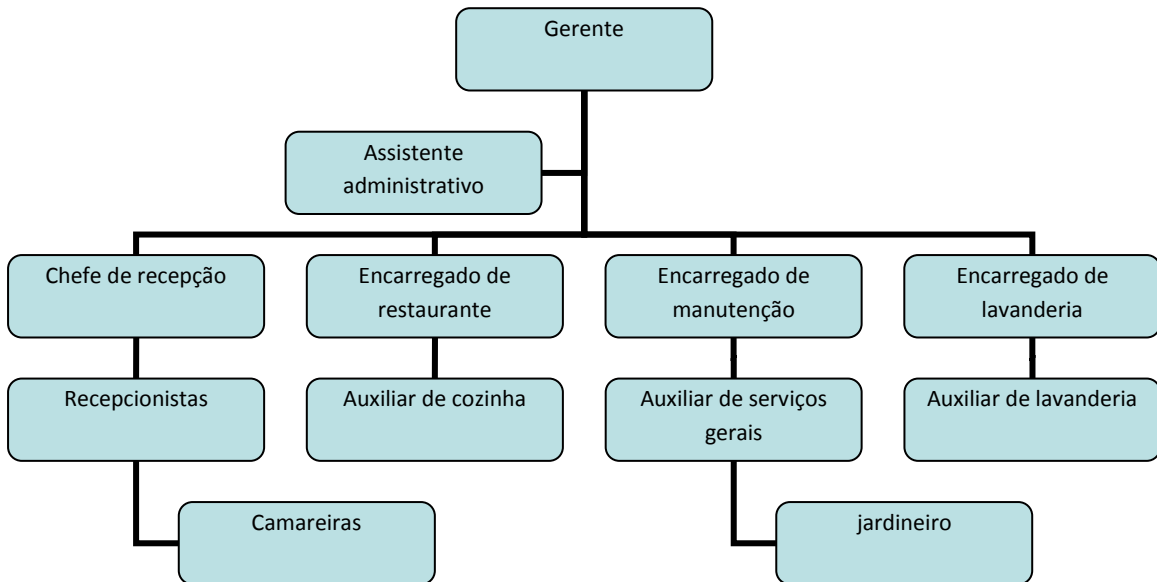 Gerente
Assistente
administrativo
Chefe de recepção
Encarregado de
restaurante
Encarregado de
manutenção
Encarregado de
lavanderia
Recepcionistas
Auxiliar de cozinha
Auxiliar de serviços
gerais
Auxiliar de lavanderia
Camareiras
jardineiro